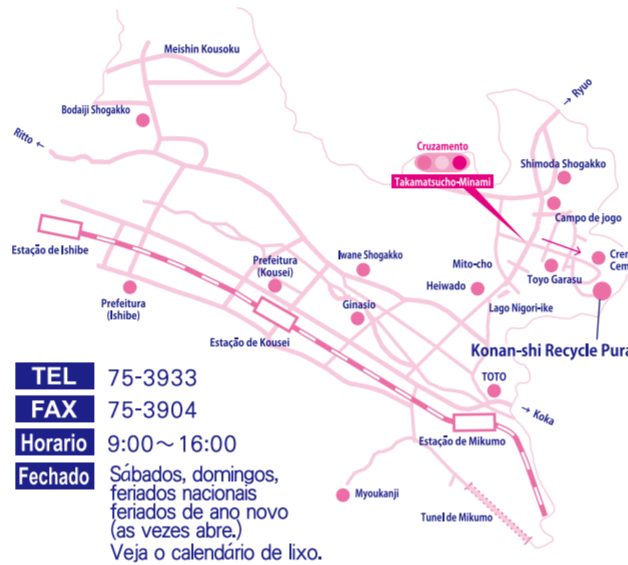 Meishin Kousoku
→ Ryuo
Bodaiji Shogakko
Ritto ←
Cruzamento
Takamatsucho-Minami
Shimoda Shogakko
Campo de jogo
Estação de Ishibe
Prefeitura
(Kousei)
Iwane Shogakko
Mito-cho
Crem
Cem
Toyo Garasu
Heiwado
Prefeitura
(Ishibe)
Ginasio
Lago Nigori-ike
Estação de Kousei
Konan-shi Recycle Pura
TEL 75-3933
TOTO
FAX 75-3904
→ Koka
Horario 9:00～16:00
Estação de Mikumo
Fechado Sábados, domingos,
feriados nacionais
feriados de ano novo
(as vezes abre.)
Veja o calendário de lixo.
Myoukanji
Tunel de Mikumo